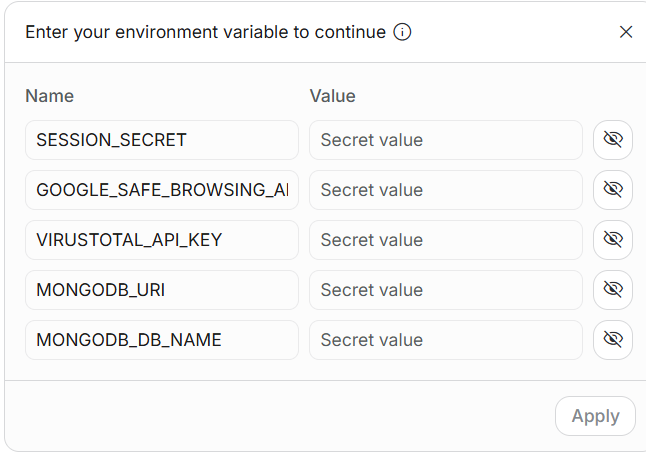 Enter your environment variable to continue
Name Value
SESSION_SECRET Secret value
GOOGLE_SAFE_BROWSING_A Secret value
VIRUSTOTAL_API_KEY Secret value
MONGODB_URI Secret value
MONGODB_DB_NAME Secret value
Apply